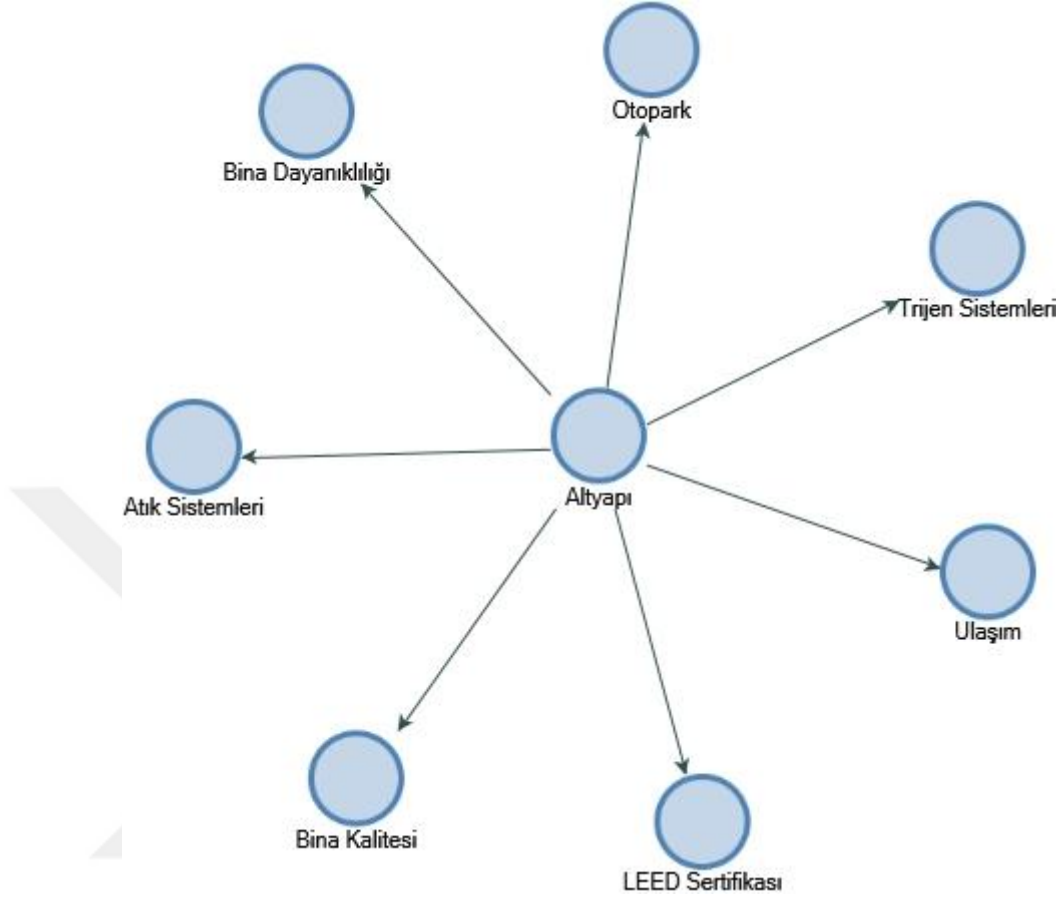 Otopark
Bina Dayanıklılığı
Trijen Sistemleri
Altyapı
Atık Sistemleri
Ulaşım
Bina Kalitesi
LEED Sertifikası